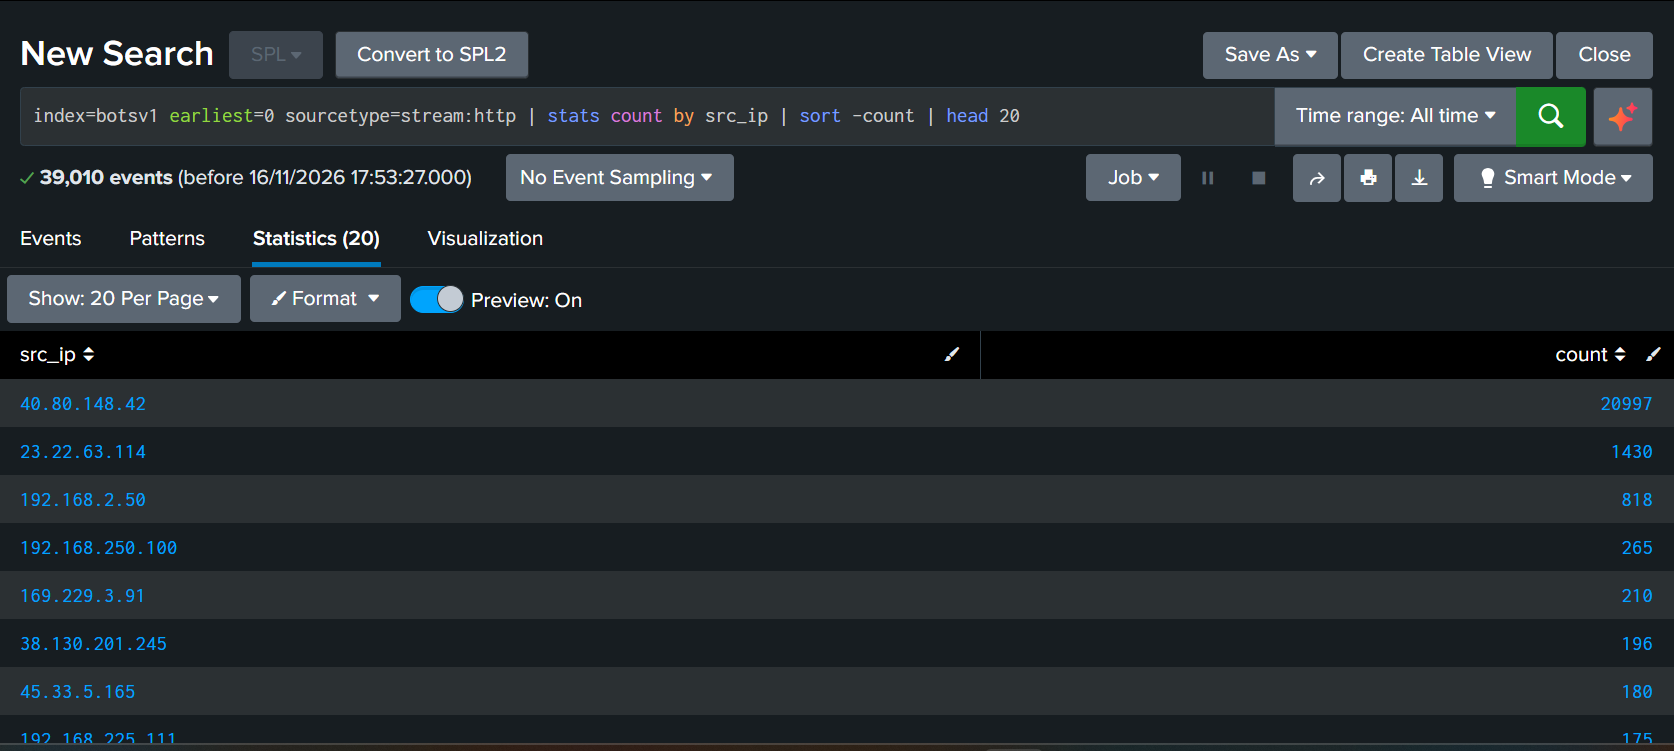 New Search SPL Convert to SPL2 Save As Create Table View Close
index=botsv1 earliest=0 sourcetype=stream:http | stats count by src_ip | sort -count | head 20 Time range: All time
39,010 events (before 16/11/2026 17:53:27.000) No Event Sampling Job Smart Mode
Events Patterns Statistics (20) Visualization
Show: 20 Per Page Format Preview: On
src_ip count
40.80.148.42 20997
23.22.63.114 1430
192.168.2.50 818
192.168.250.100 265
169.229.3.91 210
38.130.201.245 196
45.33.5.165 180
192.168.225.111 175